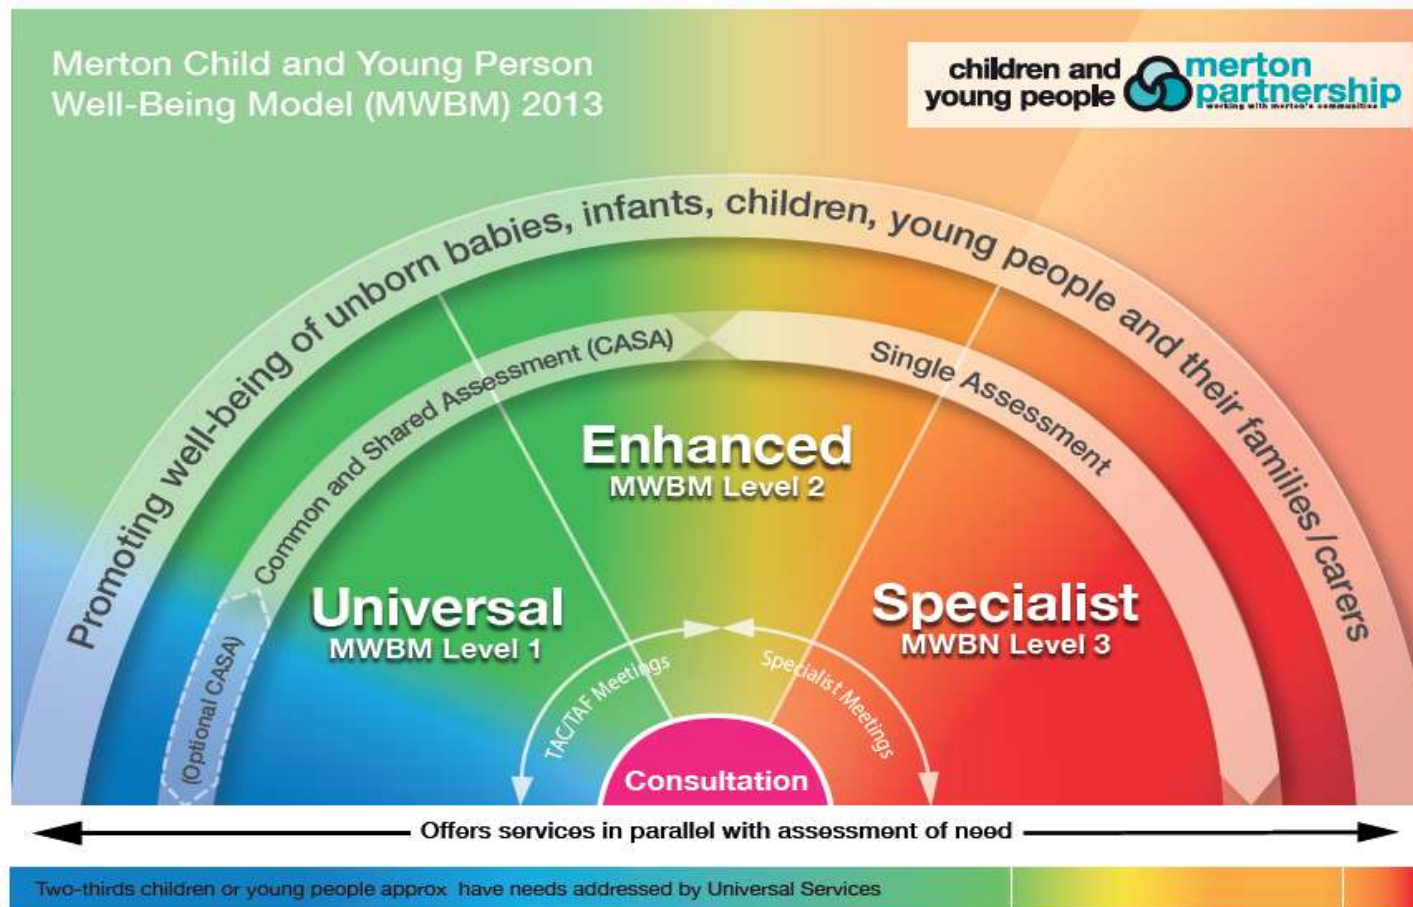 Merton Child and Young Person
Well-Being Model (MWBM) 2013
children and
young people
merton
partnership
working with merton's communities
Promoting well-being of unborn babies, infants, children, young people and their families/carers
Common and Shared Assessment (CASA)
Single Assessment
(Optional CASA)
Enhanced
MWBM Level 2
Universal
MWBM Level 1
Specialist
MWBN Level 3
TAC/TAF Meetings
Specialist Meetings
Consultation
Offers services in parallel with assessment of need
Two-thirds children or young people approx have needs addressed by Universal Services